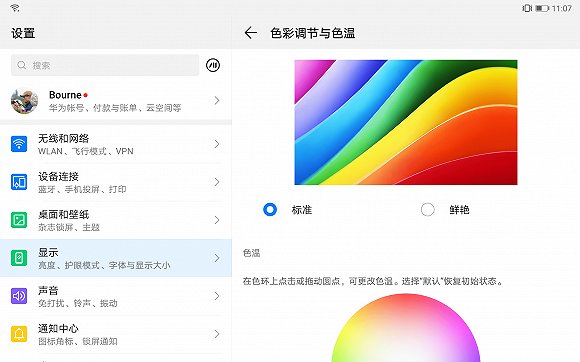 11:07
设置
搜索
Bourne
华为帐号、付款与账单、云空间等
无线和网络
WLAN、飞行模式、VPN
设备连接
蓝牙、手机投屏、打印
桌面和壁纸
杂志锁屏、主题
显示
亮度、护眼模式、字体与显示大小
声音
免打扰、铃声、振动
通知中心
图标角标、锁屏通知
色彩调节与色温
标准
鲜艳
色温
在色环上点击或拖动圆点，可更改色温。选择“默认”恢复初始状态。